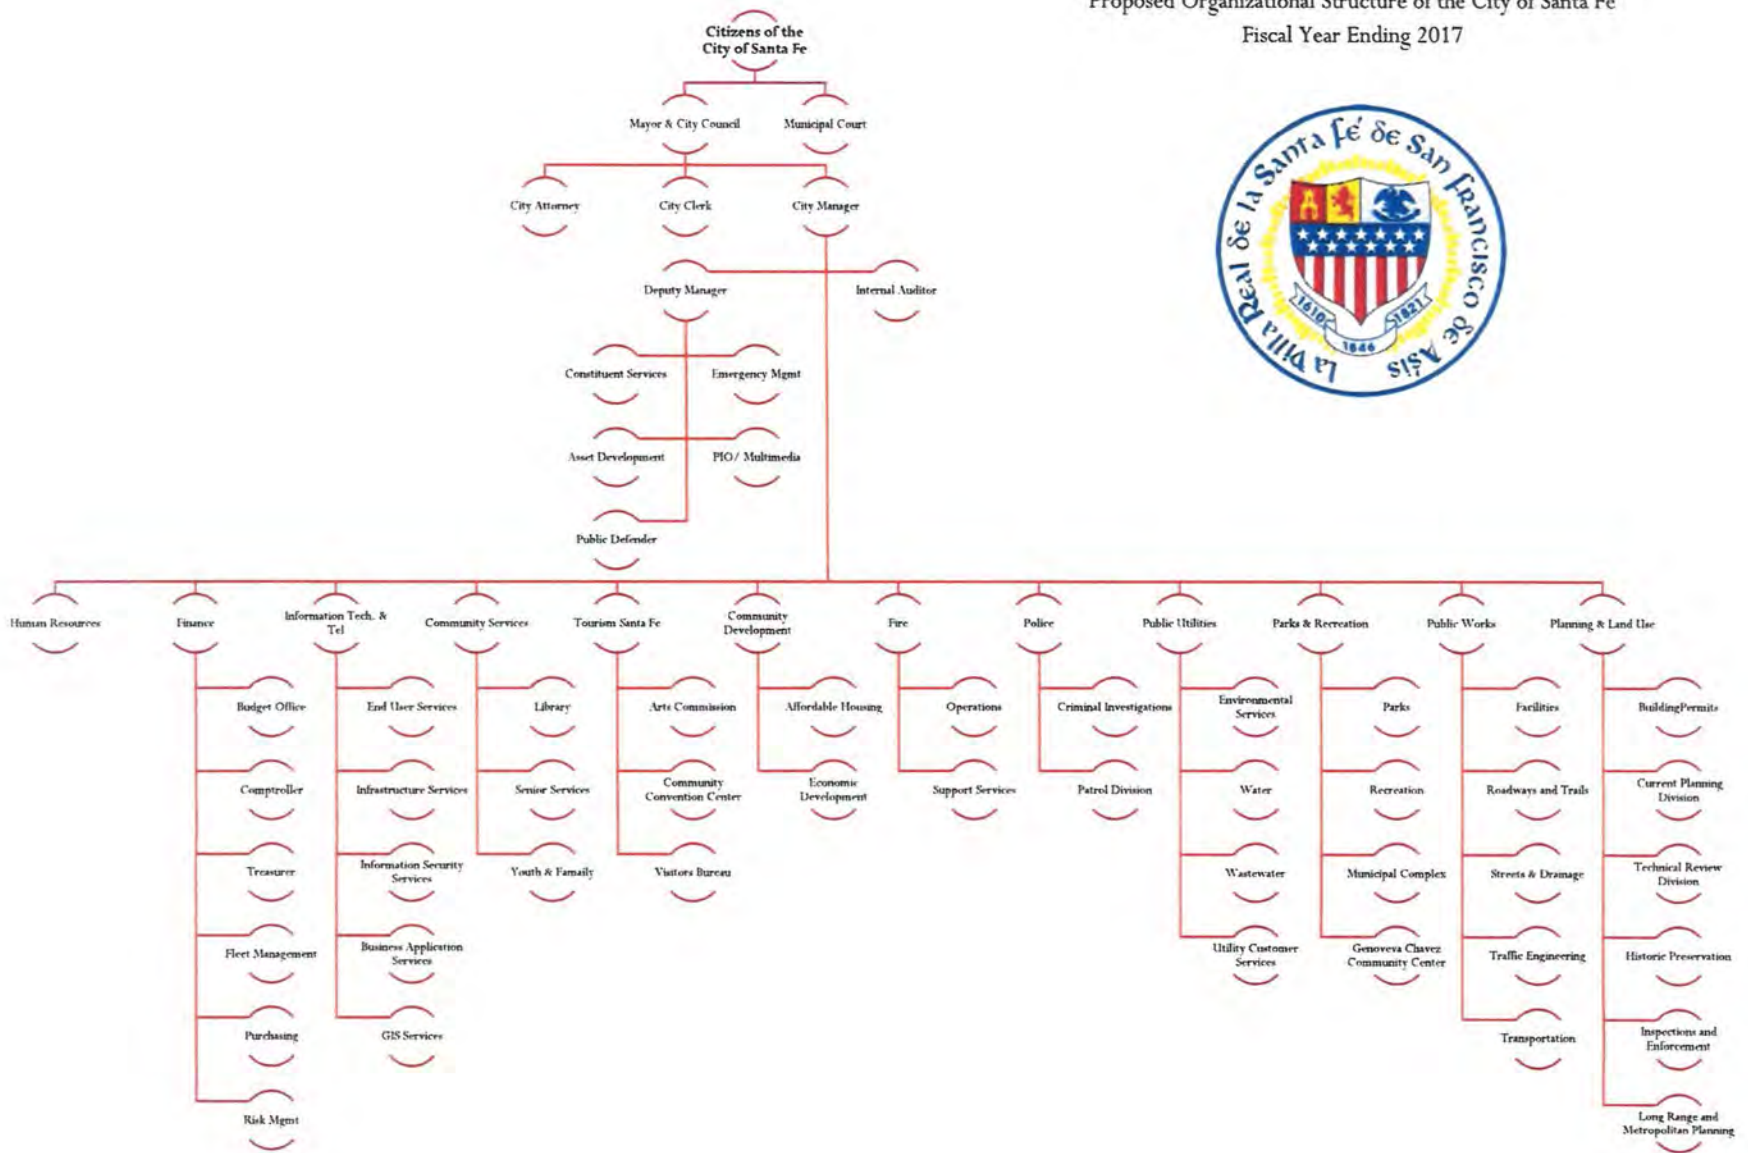 Proposed Organizational Structure of the City of Santa Fe
Fiscal Year Ending 2017
La Villa Real de la Santa Fé de San Francisco de Asís
1610
1846
1821
Citizens of the
City of Santa Fe
Mayor & City Council
Municipal Court
City Attorney
City Clerk
City Manager
Deputy Manager
Internal Auditor
Constituent Services
Emergency Mgmt
Asset Development
PIO/ Multimedia
Public Defender
Human Resources
Finance
Information Tech. &
Tel
Community Services
Tourism Santa Fe
Community
Development
Fire
Police
Public Utilities
Parks & Recreation
Public Works
Planning & Land Use
Budget Office
End User Services
Library
Arts Commission
Affordable Housing
Operations
Criminal Investigations
Environmental
Services
Parks
Facilities
BuildingPermits
Comptroller
Infrastructure Services
Senior Services
Community
Convention Center
Economic
Development
Support Services
Patrol Division
Water
Recreation
Roadways and Trails
Current Planning
Division
Treasurer
Information Security
Services
Youth & Famaily
Visitors Bureau
Wastewater
Municipal Complex
Streets & Dramage
Technical Review
Division
Fleet Management
Business Application
Services
Utility Customer
Services
Genoveva Chavez
Community Center
Traffic Engineering
Historic Preservation
Purchasing
GIS Services
Transportation
Inspections and
Enforcement
Risk Mgmt
Long Range and
Metropolitan Planning